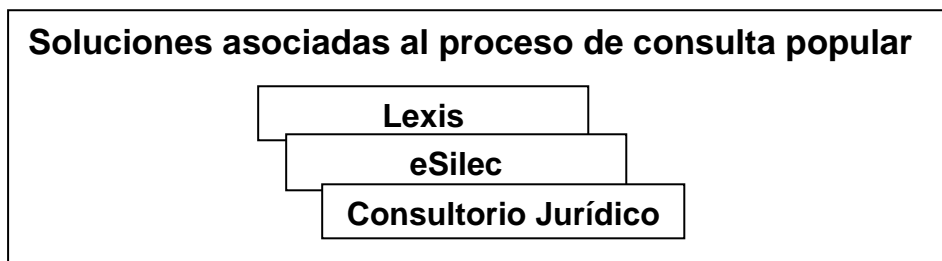 Soluciones asociadas al proceso de consulta popular
Lexis
eSilec
Consultorio Jurídico